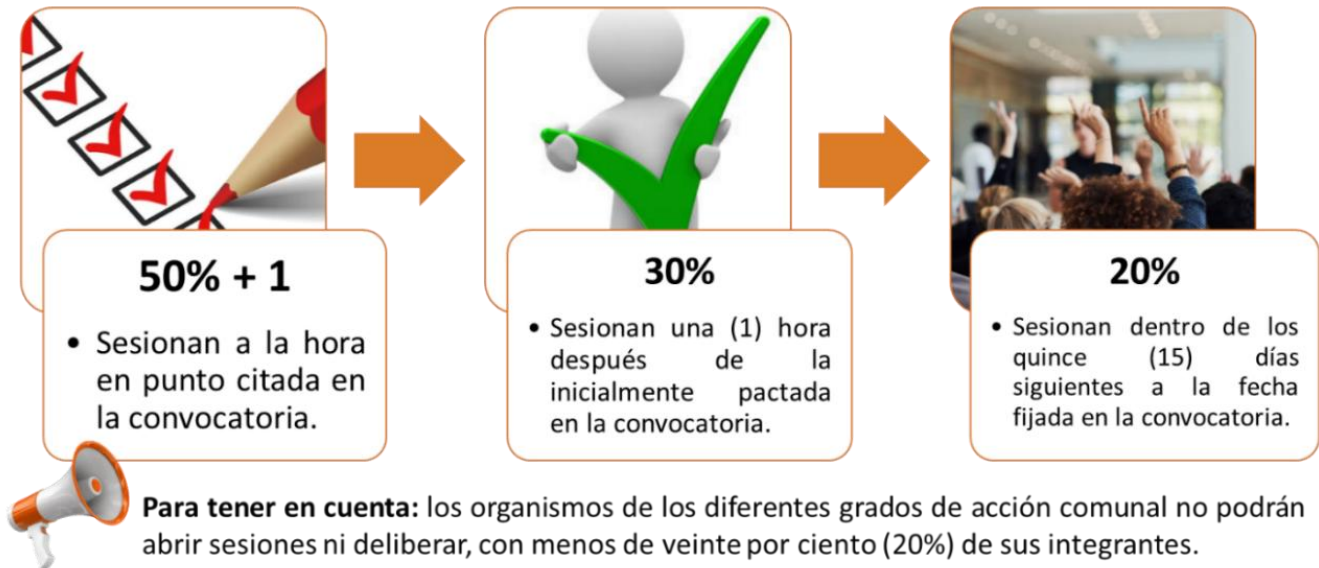 50% + 1
• Sesionan a la hora
en punto citada en
la convocatoria.
30%
• Sesionan una (1) hora
después de la
inicialmente pactada
en la convocatoria.
20%
• Sesionan dentro de los
quince (15) días
siguientes a la fecha
fijada en la convocatoria.
Para tener en cuenta: los organismos de los diferentes grados de acción comunal no podrán
abrir sesiones ni deliberar, con menos de veinte por ciento (20%) de sus integrantes.